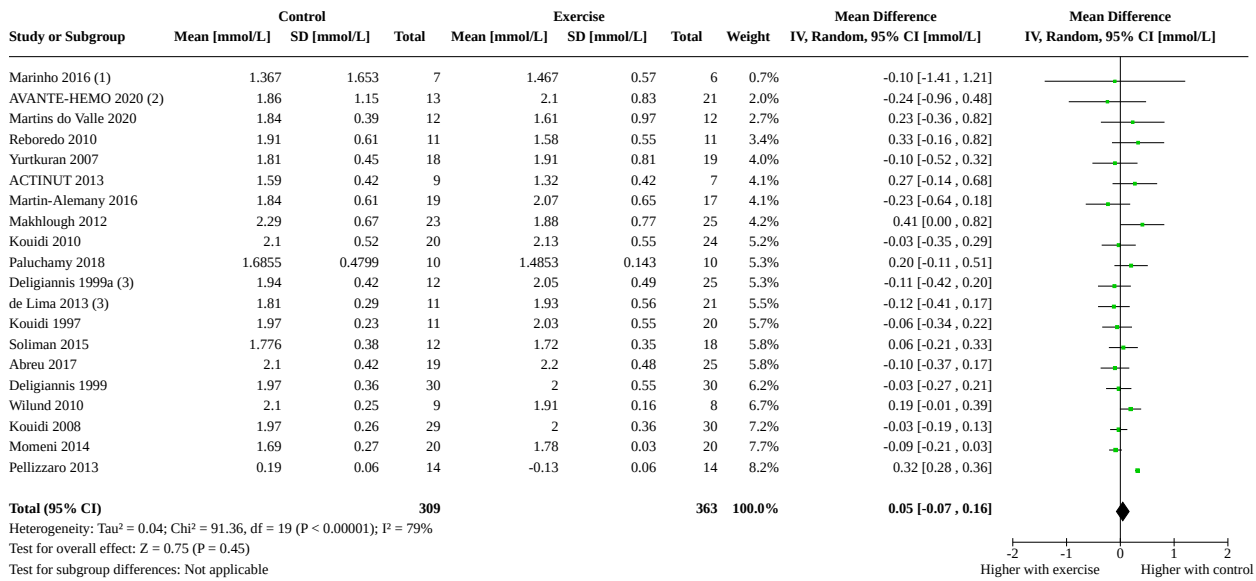 Control Exercise Mean Difference Mean Difference
Study or Subgroup Mean [mmol/L] SD [mmol/L] Total Mean [mmol/L] SD [mmol/L] Total Weight IV, Random, 95% CI [mmol/L] IV, Random, 95% CI [mmol/L]
Marinho 2016 (1) 1.367 1.653 7 1.467 0.57 6 0.7% -0.10 [-1.41 , 1.21]
AVANTE-HEMO 2020 (2) 1.86 1.15 13 2.1 0.83 21 2.0% -0.24 [-0.96 , 0.48]
Martins do Valle 2020 1.84 0.39 12 1.61 0.97 12 2.7% 0.23 [-0.36 , 0.82]
Reboredo 2010 1.91 0.61 11 1.58 0.55 11 3.4% 0.33 [-0.16 , 0.82]
Yurtkuran 2007 1.81 0.45 18 1.91 0.81 19 4.0% -0.10 [-0.52 , 0.32]
ACTINUT 2013 1.59 0.42 9 1.32 0.42 7 4.1% 0.27 [-0.14 , 0.68]
Martin-Alemany 2016 1.84 0.61 19 2.07 0.65 17 4.1% -0.23 [-0.64 , 0.18]
Makhlough 2012 2.29 0.67 23 1.88 0.77 25 4.2% 0.41 [0.00 , 0.82]
Kouidi 2010 2.1 0.52 20 2.13 0.55 24 5.2% -0.03 [-0.35 , 0.29]
Paluchamy 2018 1.6855 0.4799 10 1.4853 0.143 10 5.3% 0.20 [-0.11 , 0.51]
Deligiannis 1999a (3) 1.94 0.42 12 2.05 0.49 25 5.3% -0.11 [-0.42 , 0.20]
de Lima 2013 (3) 1.81 0.29 11 1.93 0.56 21 5.5% -0.12 [-0.41 , 0.17]
Kouidi 1997 1.97 0.23 11 2.03 0.55 20 5.7% -0.06 [-0.34 , 0.22]
Soliman 2015 1.776 0.38 12 1.72 0.35 18 5.8% 0.06 [-0.21 , 0.33]
Abreu 2017 2.1 0.42 19 2.2 0.48 25 5.8% -0.10 [-0.37 , 0.17]
Deligiannis 1999 1.97 0.36 30 2 0.55 30 6.2% -0.03 [-0.27 , 0.21]
Wilund 2010 2.1 0.25 9 1.91 0.16 8 6.7% 0.19 [-0.01 , 0.39]
Kouidi 2008 1.97 0.26 29 2 0.36 30 7.2% -0.03 [-0.19 , 0.13]
Momeni 2014 1.69 0.27 20 1.78 0.03 20 7.7% -0.09 [-0.21 , 0.03]
Pellizzaro 2013 0.19 0.06 14 -0.13 0.06 14 8.2% 0.32 [0.28 , 0.36]
Total (95% CI) 309 363 100.0% 0.05 [-0.07 , 0.16]
Heterogeneity: Tau² = 0.04; Chi² = 91.36, df = 19 (P < 0.00001); I² = 79%
Test for overall effect: Z = 0.75 (P = 0.45)
-2 -1 0 1 2
Test for subgroup differences: Not applicable Higher with exercise Higher with control